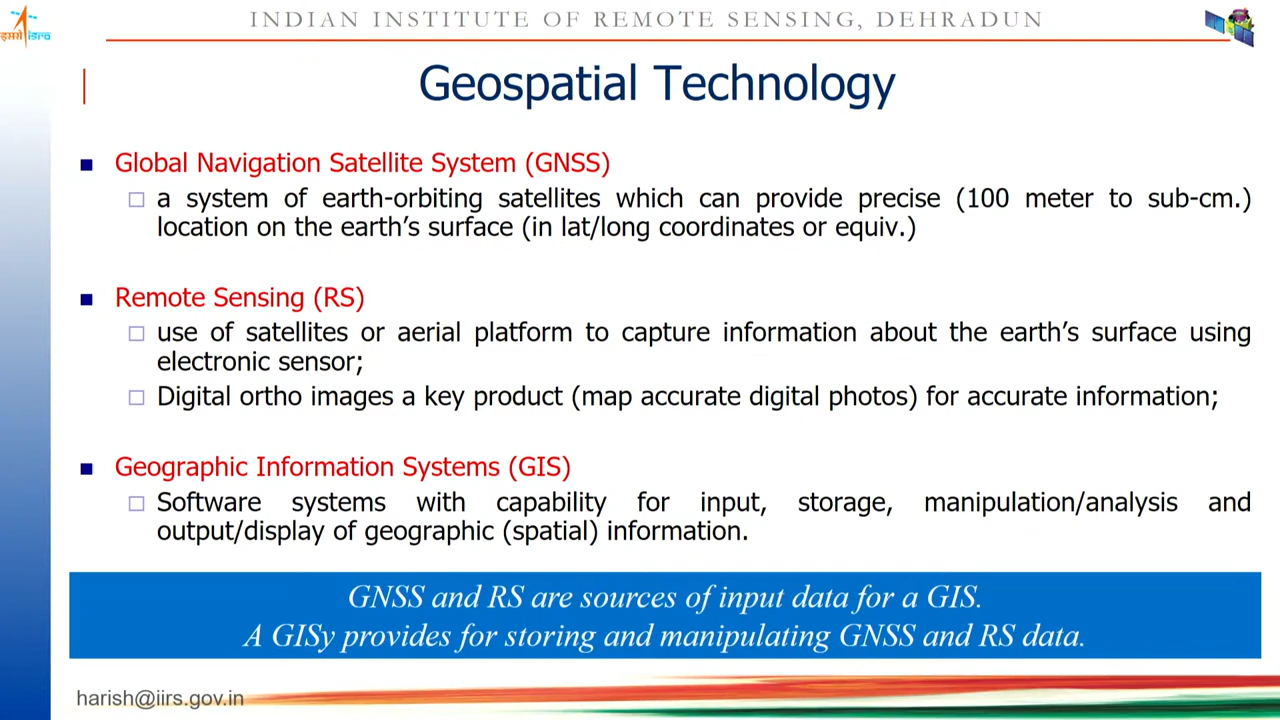 INDIAN INSTITUTE OF REMOTE SENSING, DEHRADUN
इसरो isro
Geospatial Technology
Global Navigation Satellite System (GNSS)
a system of earth-orbiting satellites which can provide precise (100 meter to sub-cm.)
location on the earth's surface (in lat/long coordinates or equiv.)
Remote Sensing (RS)
use of satellites or aerial platform to capture information about the earth's surface using
electronic sensor;
Digital ortho images a key product (map accurate digital photos) for accurate information;
Geographic Information Systems (GIS)
Software systems with capability for input, storage, manipulation/analysis and
output/display of geographic (spatial) information.
GNSS and RS are sources of input data for a GIS.
A GISy provides for storing and manipulating GNSS and RS data.
harish@iirs.gov.in